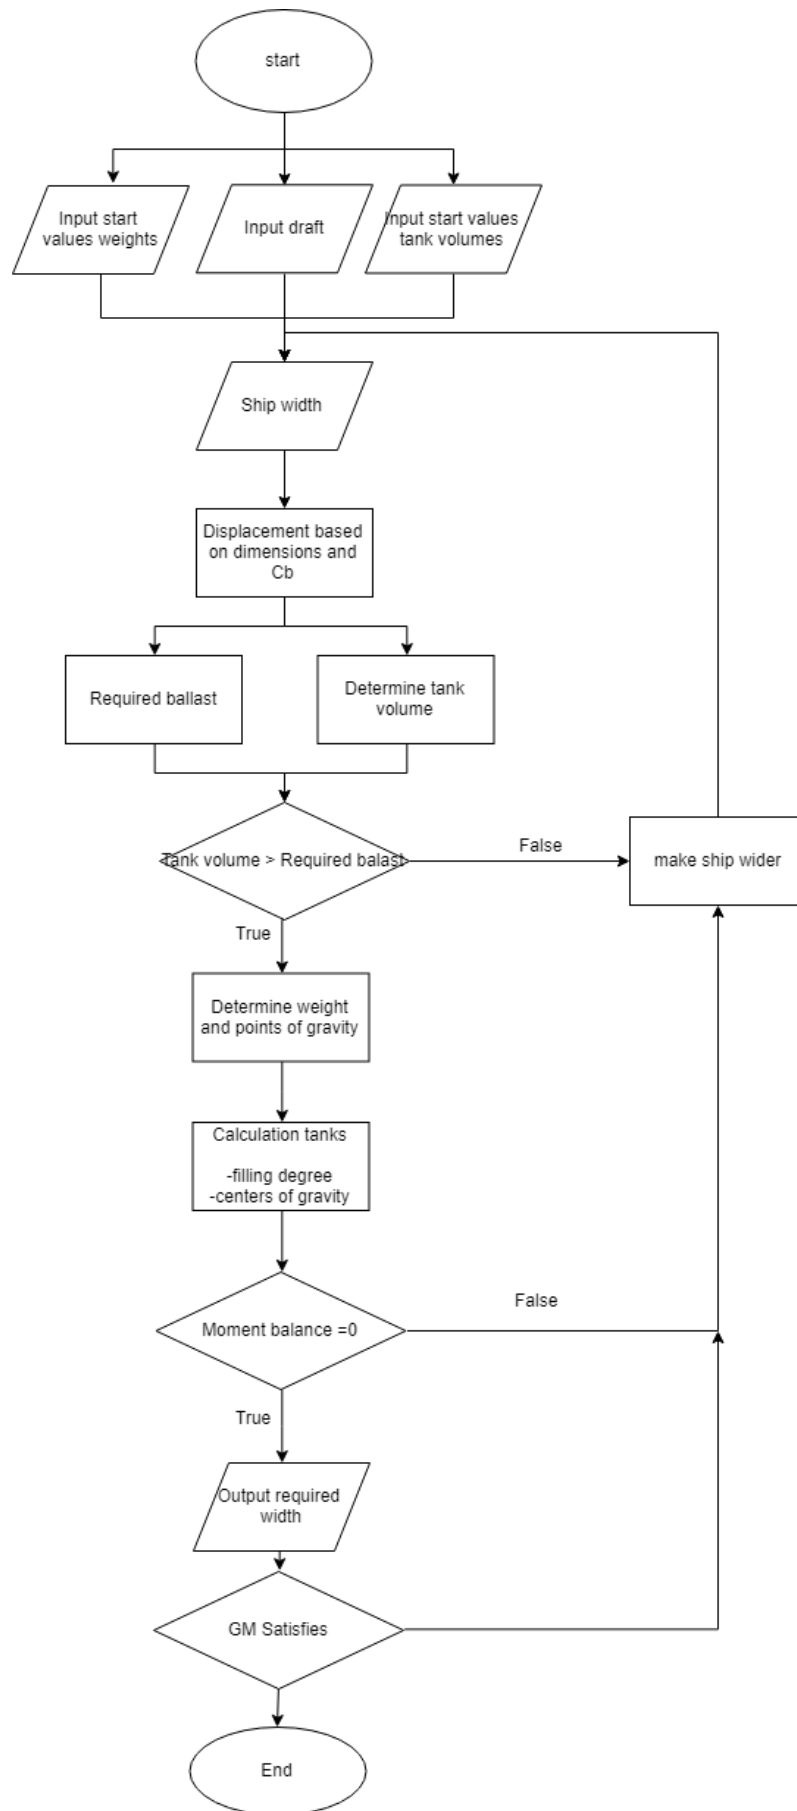 start
Input start
values weights
Input draft
Input start values
tank volumes
Ship width
Displacement based
on dimensions and
Cb
Required ballast
Determine tank
volume
Tank volume > Required balast
False
make ship wider
True
Determine weight
and points of gravity
Calculation tanks
-filling degree
-centers of gravity
False
Moment balance =0
True
Output required
width
GM Satisfies
End